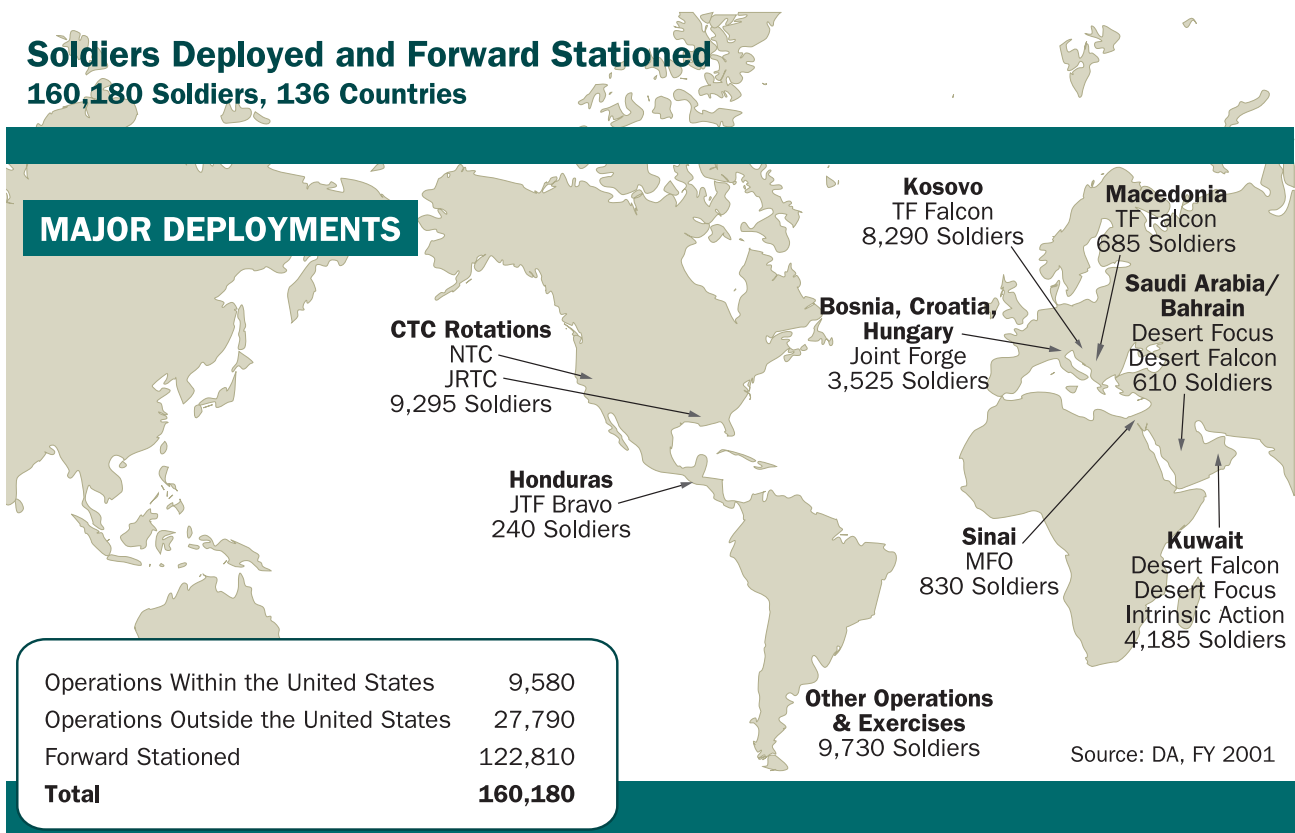 Soldiers Deployed and Forward Stationed
160,180 Soldiers, 136 Countries
MAJOR DEPLOYMENTS
Kosovo
TF Falcon
8,290 Soldiers
Macedonia
TF Falcon
685 Soldiers
Saudi Arabia/
Bahrain
Desert Focus
Desert Falcon
610 Soldiers
Bosnia, Croatia,
Hungary
Joint Forge
3,525 Soldiers
CTC Rotations
NTC
JRTC
9,295 Soldiers
Honduras
JTF Bravo
240 Soldiers
Sinai
MFO
830 Soldiers
Kuwait
Desert Falcon
Desert Focus
Intrinsic Action
4,185 Soldiers
Other Operations
& Exercises
9,730 Soldiers
Operations Within the United States 9,580
Operations Outside the United States 27,790
Forward Stationed 122,810
Total 160,180
Source: DA, FY 2001